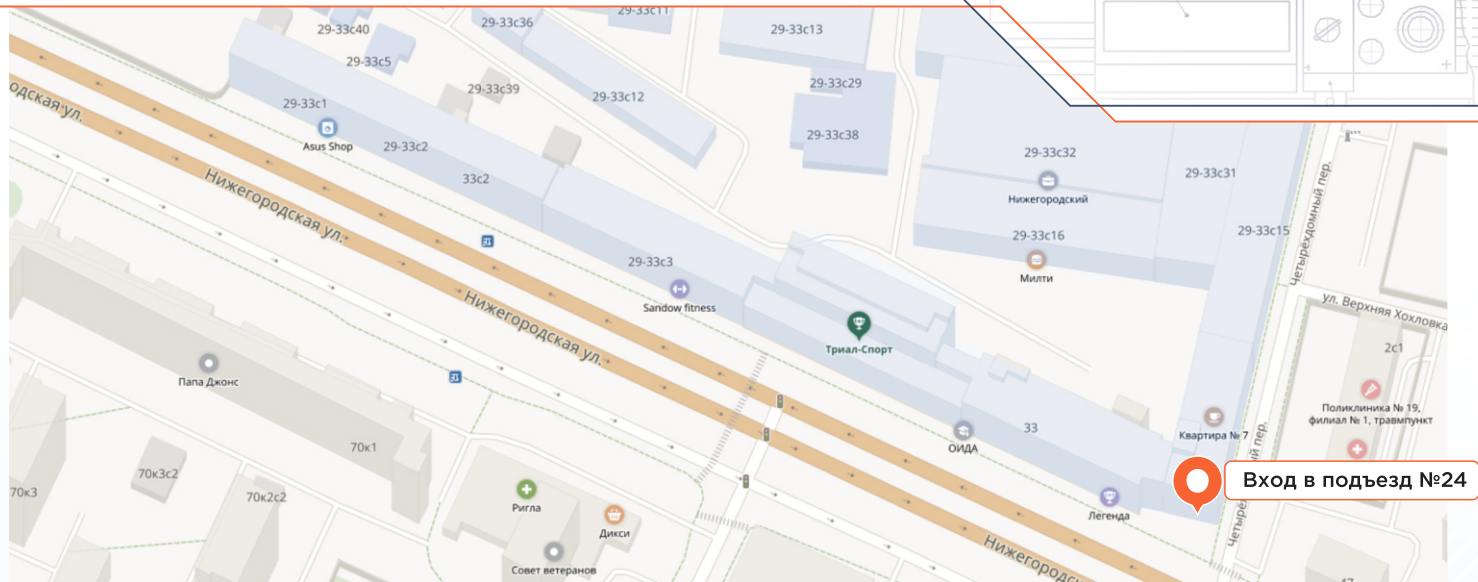 29-33с36
29-33с11
29-33с40
29-33с13
29-33с5
29-33с29
29-33с39
29-33с12
29-33с1
29-33с38
Asus Shop
29-33с2
33с2
29-33с32
29-33с31
Нижегородский
Нижегородская ул.
29-33с16
29-33с15
Четырёхдомный пер.
Милти
29-33с3
Sandow fitness
Нижегородская ул.
ул. Верхняя Хохловка
Триал-Спорт
2с1
Папа Джонс
Поликлиника № 19,
филиал № 1, травмпункт
33
Квартира № 7
70к1
ОИДА
70к3с2
Вход в подъезд №24
70к3
70к2с2
Ригла
Легенда
Дикси
Совет ветеранов